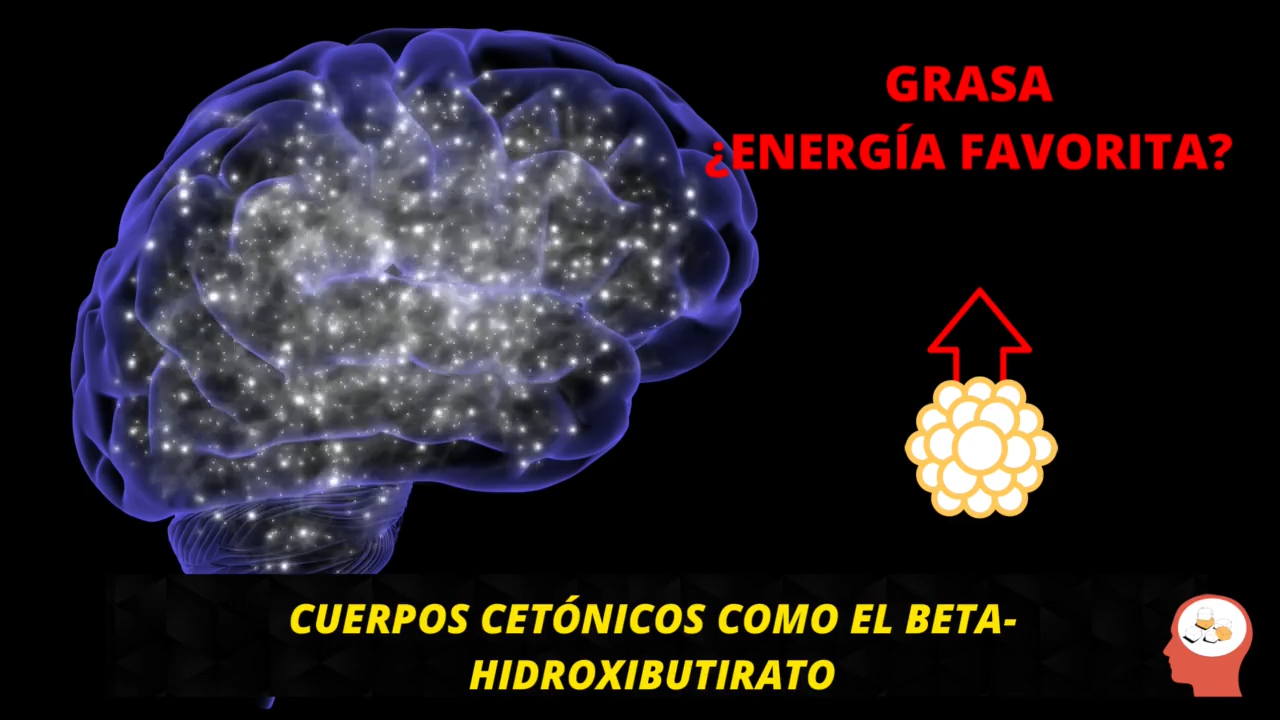 GRASA
¿ENERGÍA FAVORITA?
CUERPOS CETÓNICOS COMO EL BETA-
HIDROXIBUTIRATO